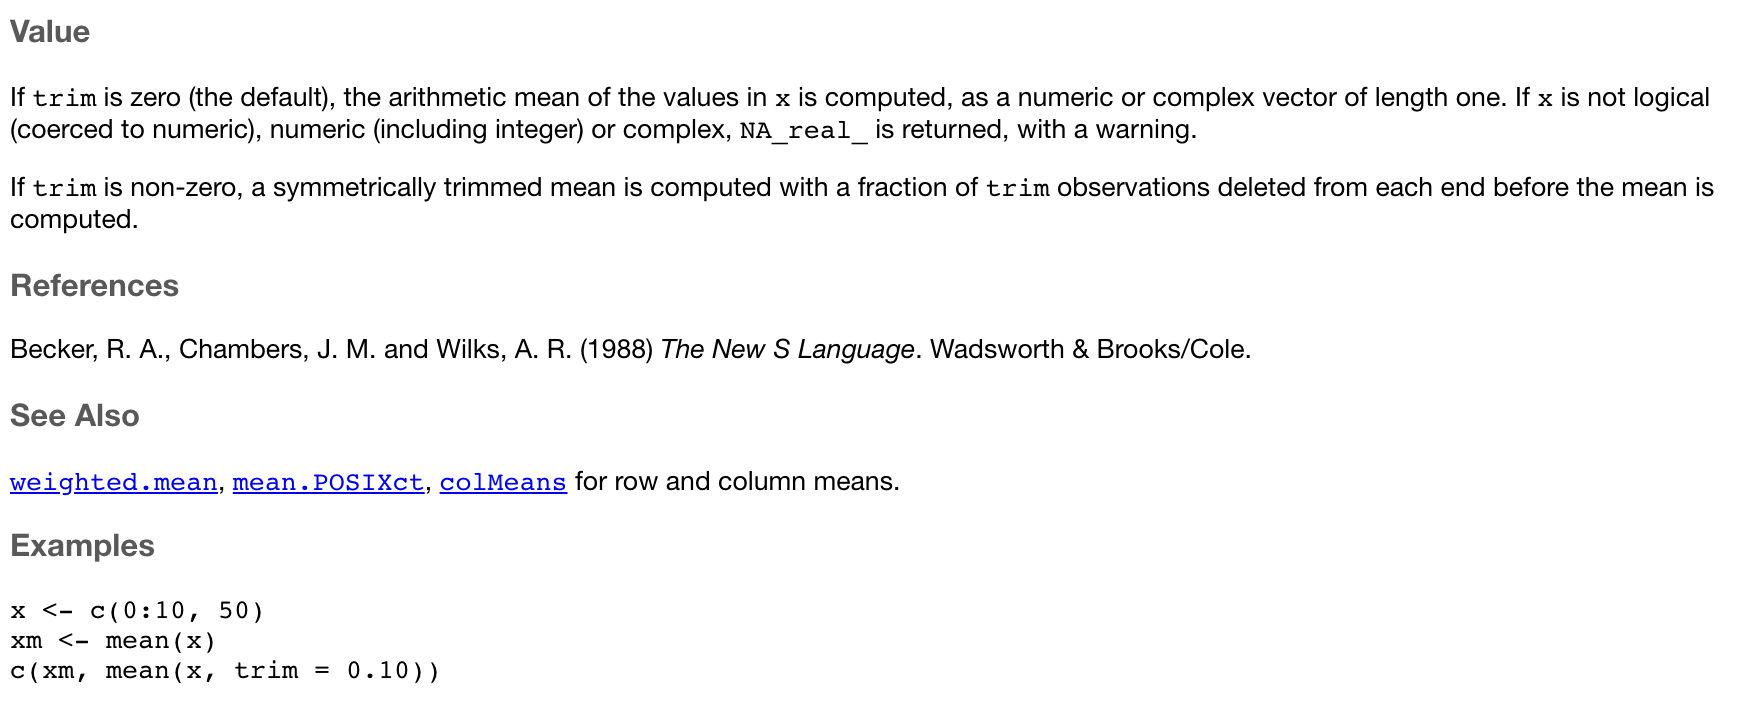 Value
If trim is zero (the default), the arithmetic mean of the values in x is computed, as a numeric or complex vector of length one. If x is not logical
(coerced to numeric), numeric (including integer) or complex, NA_real_ is returned, with a warning.
If trim is non-zero, a symmetrically trimmed mean is computed with a fraction of trim observations deleted from each end before the mean is
computed.
References
Becker, R. A., Chambers, J. M. and Wilks, A. R. (1988) The New S Language. Wadsworth & Brooks/Cole.
See Also
weighted.mean, mean.POSIXct, colMeans for row and column means.
Examples
x <- c(0:10, 50)
xm <- mean(x)
c(xm, mean(x, trim = 0.10))